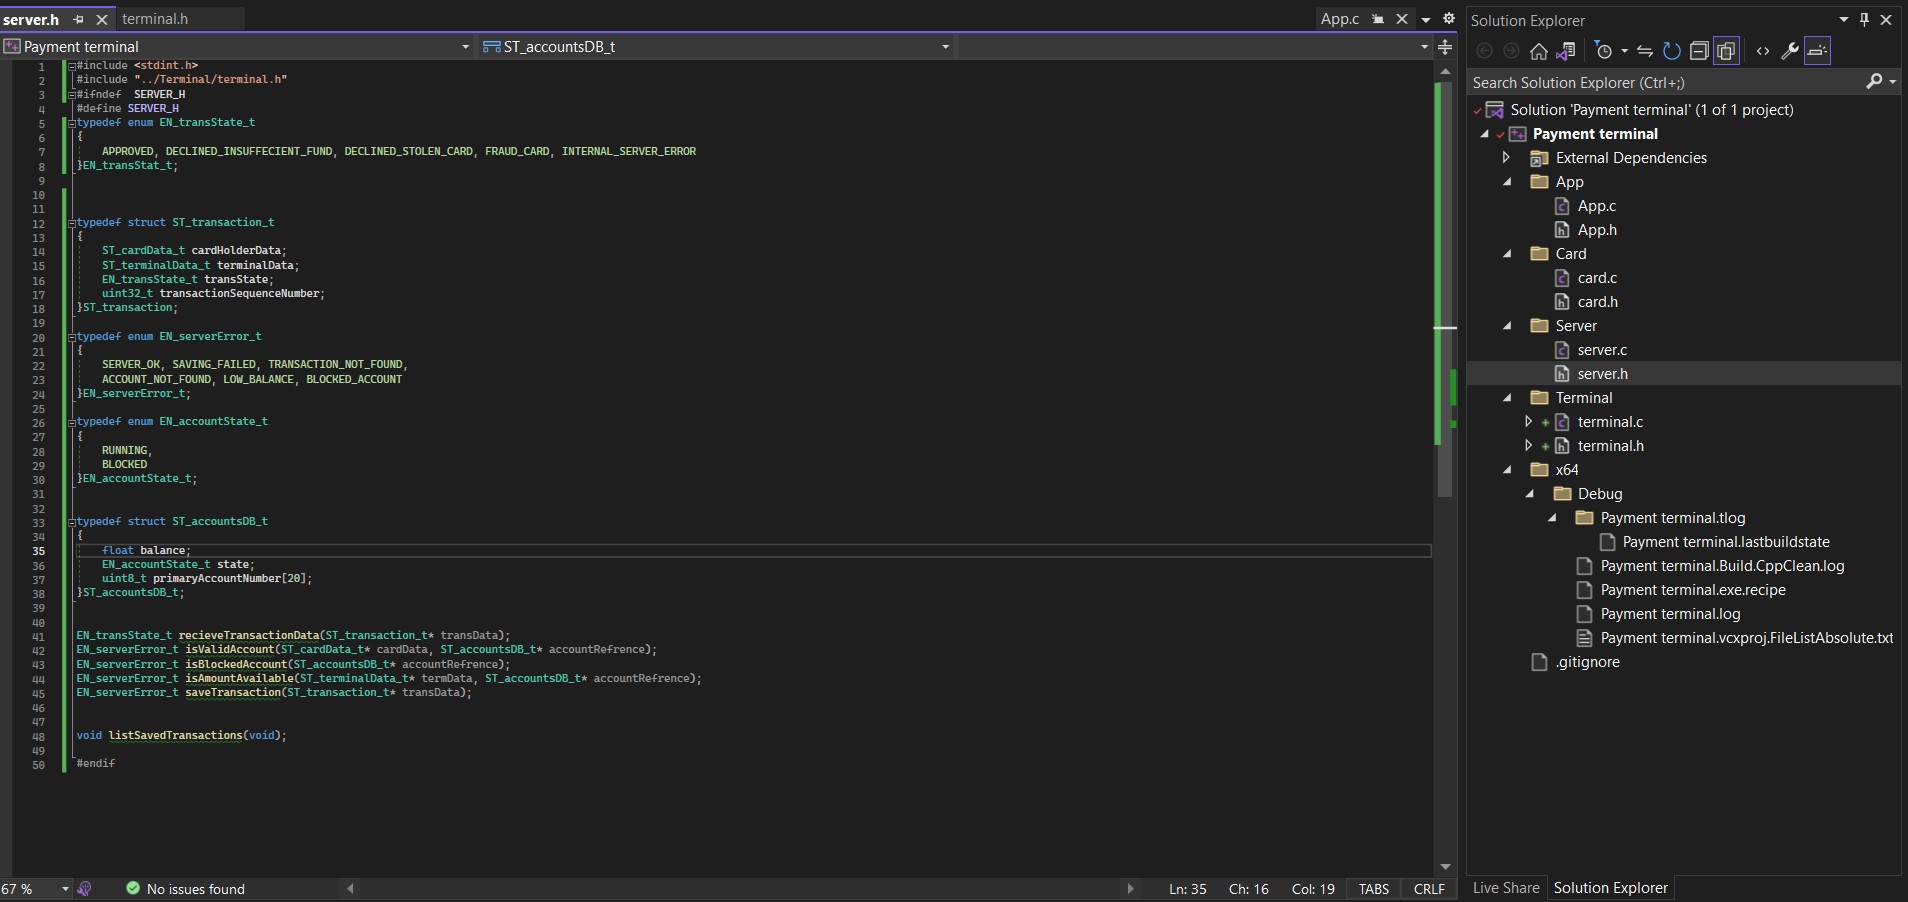 server.h
terminal.h
App.c
Payment terminal
ST_accountsDB_t
1 #include <stdint.h>
2 #include "../Terminal/terminal.h"
3 #ifndef  SERVER_H
4 #define SERVER_H
5 typedef enum EN_transState_t
6 {
7     APPROVED, DECLINED_INSUFFECIENT_FUND, DECLINED_STOLEN_CARD, FRAUD_CARD, INTERNAL_SERVER_ERROR
8 }EN_transStat_t;
9
10
11
12 typedef struct ST_transaction_t
13 {
14     ST_cardData_t cardHolderData;
15     ST_terminalData_t terminalData;
16     EN_transState_t transState;
17     uint32_t transactionSequenceNumber;
18 }ST_transaction;
19
20 typedef enum EN_serverError_t
21 {
22     SERVER_OK, SAVING_FAILED, TRANSACTION_NOT_FOUND,
23     ACCOUNT_NOT_FOUND, LOW_BALANCE, BLOCKED_ACCOUNT
24 }EN_serverError_t;
25
26 typedef enum EN_accountState_t
27 {
28     RUNNING,
29     BLOCKED
30 }EN_accountState_t;
31
32
33 typedef struct ST_accountsDB_t
34 {
35     float balance;
36     EN_accountState_t state;
37     uint8_t primaryAccountNumber[20];
38 }ST_accountsDB_t;
39
40
41 EN_transState_t recieveTransactionData(ST_transaction_t* transData);
42 EN_serverError_t isValidAccount(ST_cardData_t* cardData, ST_accountsDB_t* accountRefrence);
43 EN_serverError_t isBlockedAccount(ST_accountsDB_t* accountRefrence);
44 EN_serverError_t isAmountAvailable(ST_terminalData_t* termData, ST_accountsDB_t* accountRefrence);
45 EN_serverError_t saveTransaction(ST_transaction_t* transData);
46
47
48 void listSavedTransactions(void);
49
50 #endif
67 %
No issues found
Ln: 35 Ch: 16 Col: 19 TABS CRLF
Solution Explorer
Search Solution Explorer (Ctrl+;)
Solution 'Payment terminal' (1 of 1 project)
Payment terminal
External Dependencies
App
App.c
App.h
Card
card.c
card.h
Server
server.c
server.h
Terminal
terminal.c
terminal.h
x64
Debug
Payment terminal.tlog
Payment terminal.lastbuildstate
Payment terminal.Build.CppClean.log
Payment terminal.exe.recipe
Payment terminal.log
Payment terminal.vcxproj.FileListAbsolute.txt
.gitignore
Live Share Solution Explorer